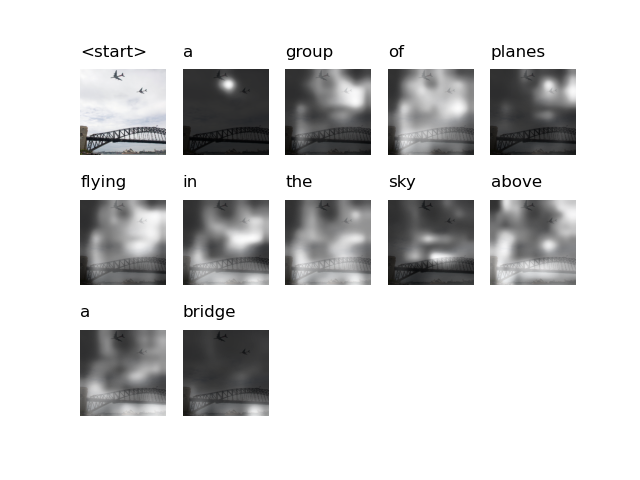 <start> a group of planes
flying in the sky above
a bridge